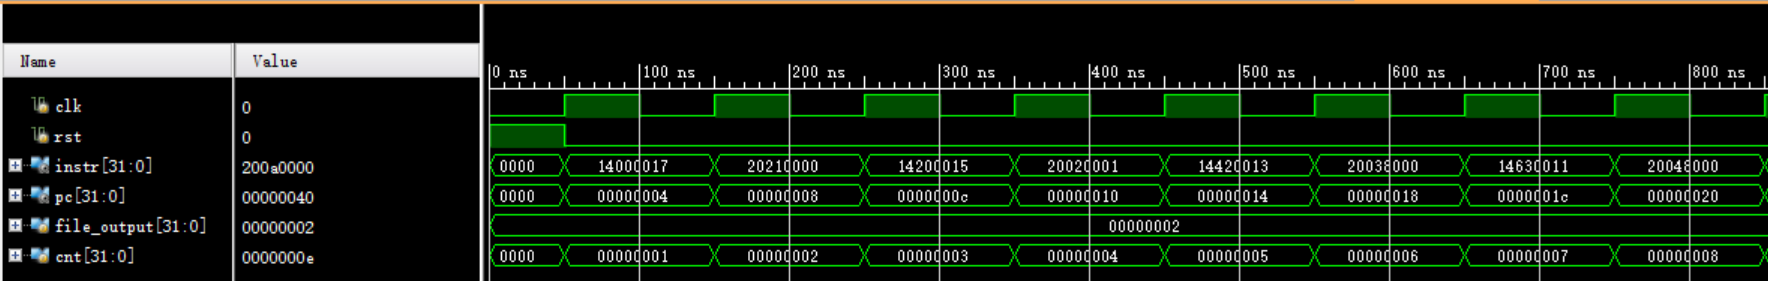 Name Value
0 ns 100 ns 200 ns 300 ns 400 ns 500 ns 600 ns 700 ns 800 ns
clk 0
rst 0
instr[31:0] 200a0000 0000 14000017 20210000 14200015 20020001 14420013 20038000 14630011 20048000
pc[31:0] 00000040 0000 00000004 00000008 0000000c 00000010 00000014 00000018 0000001c 00000020
file_output[31:0] 00000002 00000002
cnt[31:0] 0000000e 0000 00000001 00000002 00000003 00000004 00000005 00000006 00000007 00000008